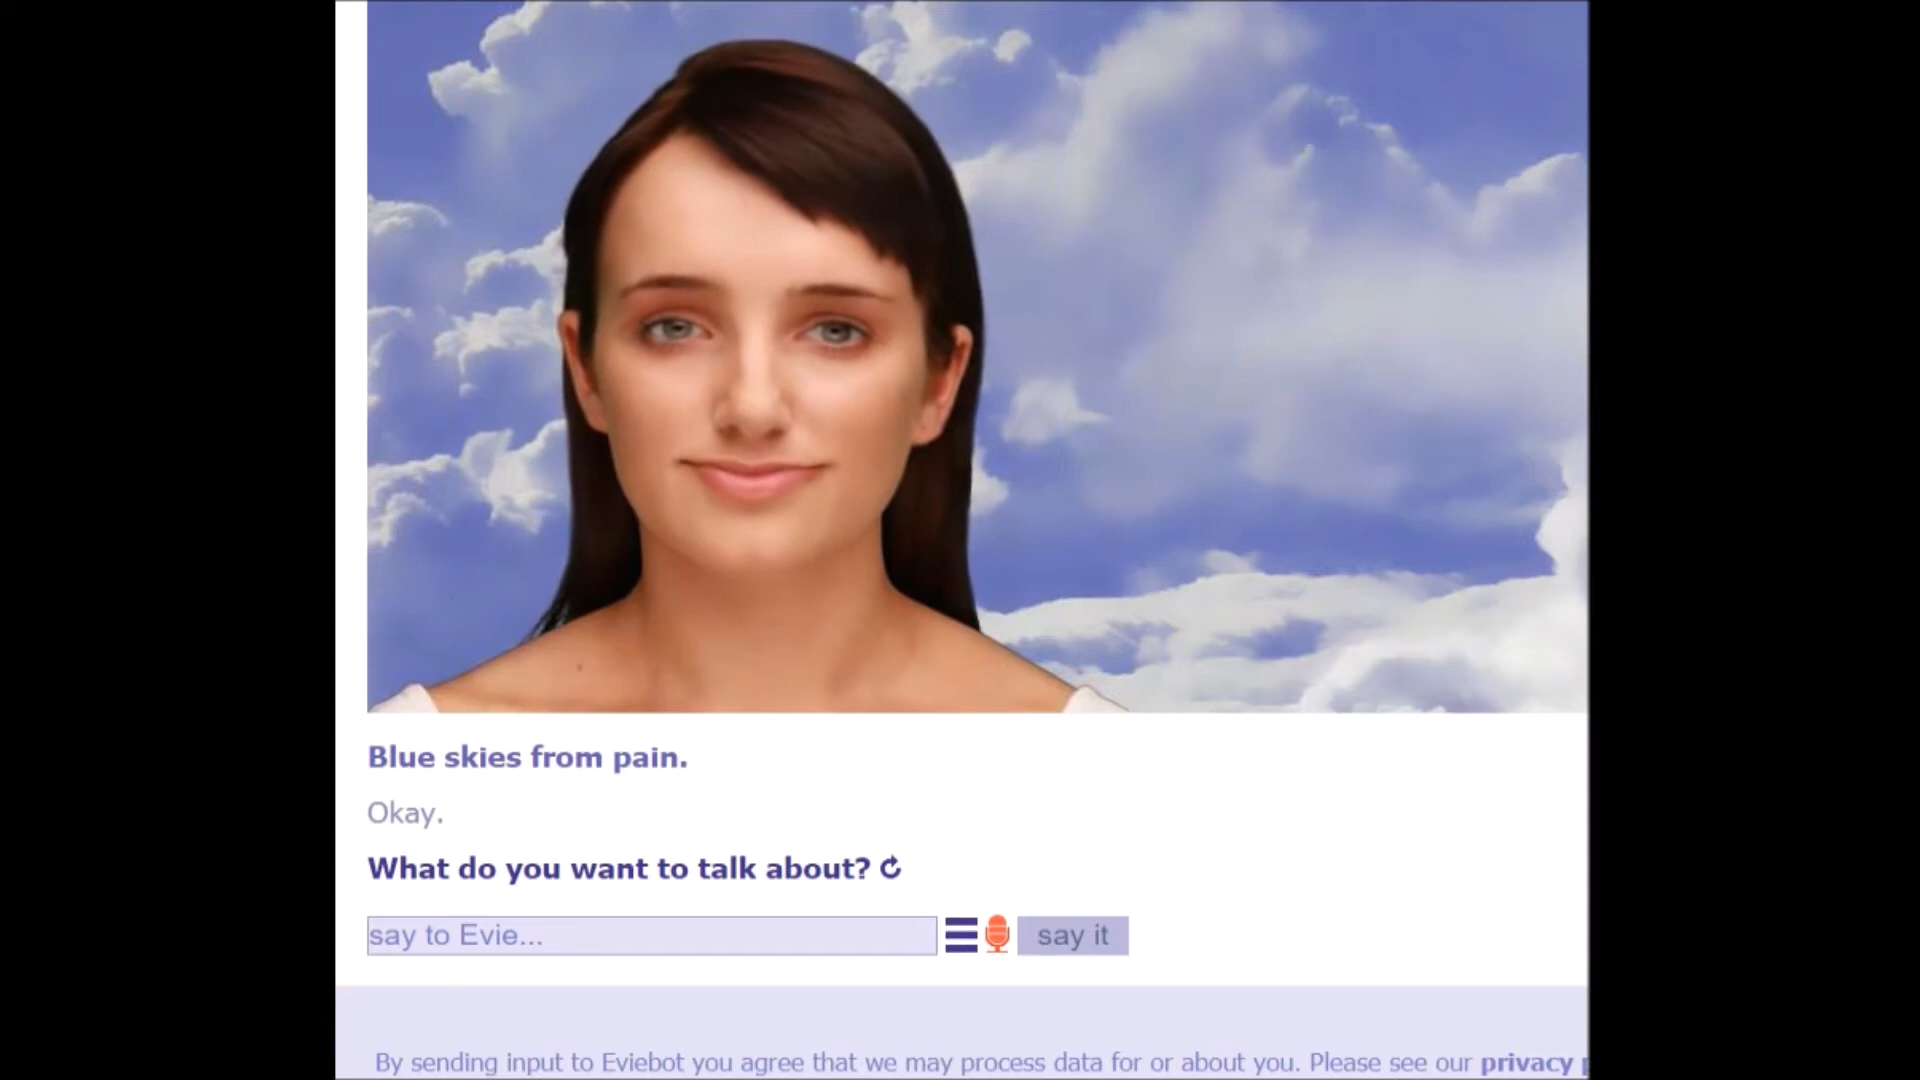 Blue skies from pain.
Okay.
What do you want to talk about?
say to Evie... say it
By sending input to Eviebot you agree that we may process data for or about you. Please see our privacy